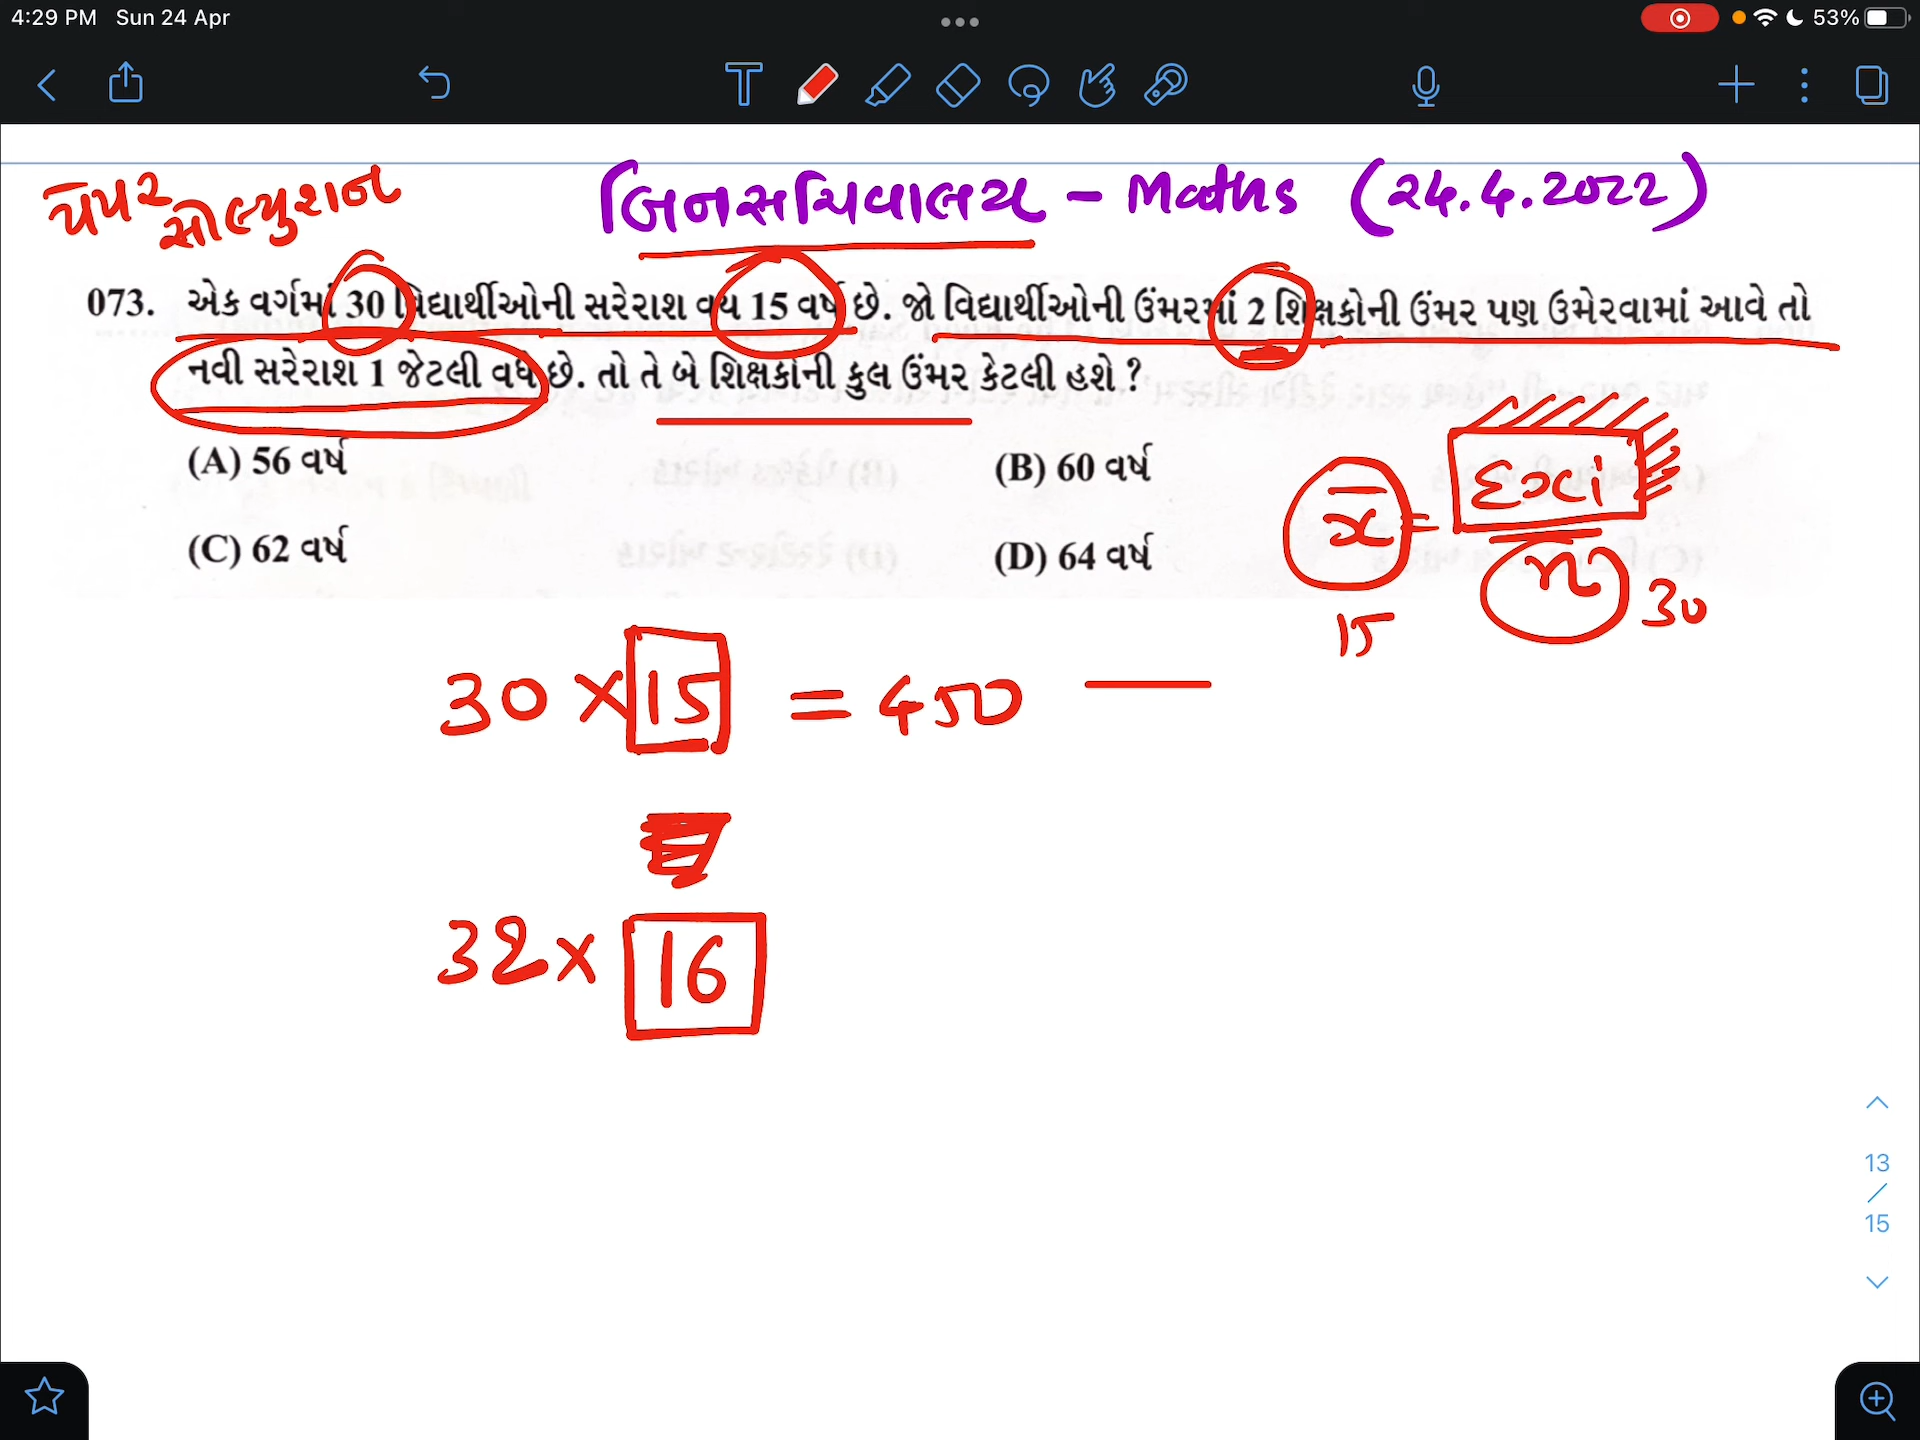 4:29 PM Sun 24 Apr
53%
પેપર સોલ્યુશન
બિનસચિવાલય - Maths (24.4.2022)
073. એક વર્ગમાં 30 વિદ્યાર્થીઓની સરેરાશ વય 15 વર્ષ છે. જો વિદ્યાર્થીઓની ઉંમરમાં 2 શિક્ષકોની ઉંમર પણ ઉમેરવામાં આવે તો
નવી સરેરાશ 1 જેટલી વધે છે. તો તે બે શિક્ષકોની કુલ ઉંમર કેટલી હશે ?
(A) 56 વર્ષ
(B) 60 વર્ષ
(C) 62 વર્ષ
(D) 64 વર્ષ
x̄ = Σxi / n
15
30
30 × 15 = 450
32 × 16
13
/
15